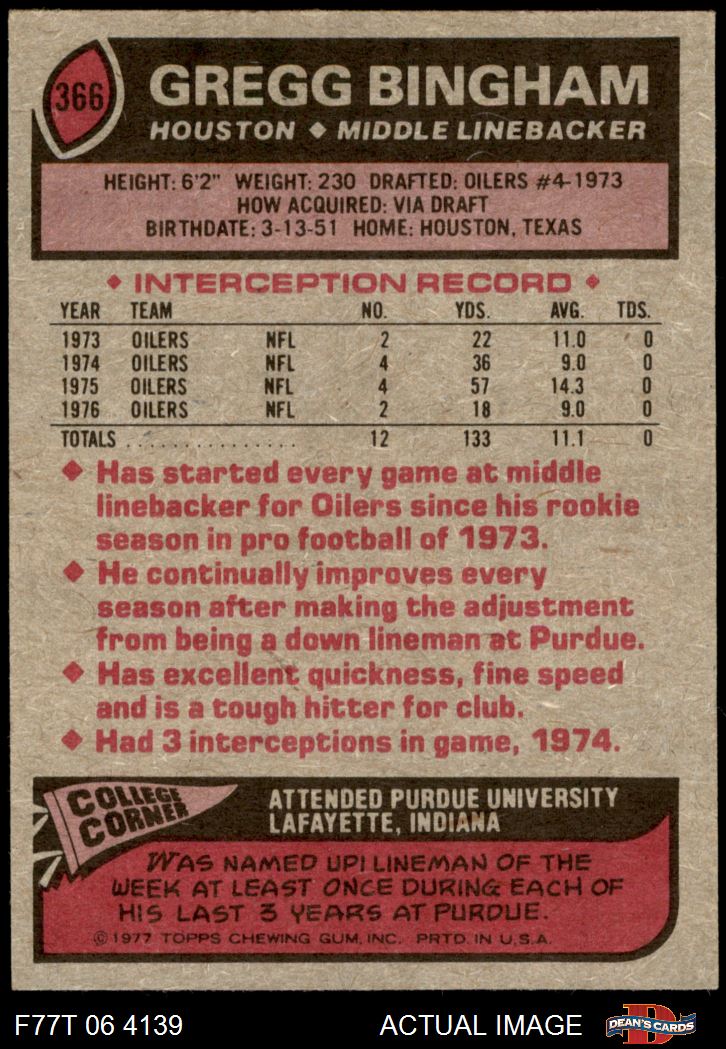 366
GREGG BINGHAM
HOUSTON ◆ MIDDLE LINEBACKER
HEIGHT: 6'2" WEIGHT: 230 DRAFTED: OILERS #4-1973
HOW ACQUIRED: VIA DRAFT
BIRTHDATE: 3-13-51 HOME: HOUSTON, TEXAS
◆ INTERCEPTION RECORD ◆
YEAR TEAM NO. YDS. AVG. TDS.
1973 OILERS NFL 2 22 11.0 0
1974 OILERS NFL 4 36 9.0 0
1975 OILERS NFL 4 57 14.3 0
1976 OILERS NFL 2 18 9.0 0
TOTALS . . . . . . . . . . . . . . . 12 133 11.1 0
◆ Has started every game at middle
linebacker for Oilers since his rookie
season in pro football of 1973.
◆ He continually improves every
season after making the adjustment
from being a down lineman at Purdue.
◆ Has excellent quickness, fine speed
and is a tough hitter for club.
◆ Had 3 interceptions in game, 1974.
COLLEGE
CORNER
ATTENDED PURDUE UNIVERSITY
LAFAYETTE, INDIANA
WAS NAMED UPI LINEMAN OF THE
WEEK AT LEAST ONCE DURING EACH OF
HIS LAST 3 YEARS AT PURDUE.
© 1977 TOPPS CHEWING GUM, INC. PRTD. IN U.S.A.
F77T 06 4139
ACTUAL IMAGE
D
DEAN'S CARDS